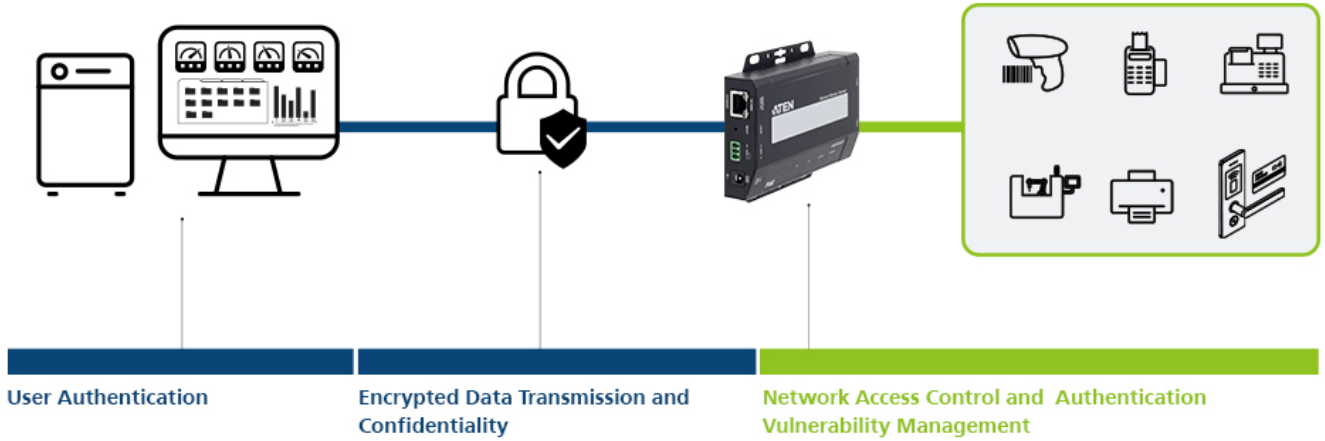 ATEN
User Authentication
Encrypted Data Transmission and
Confidentiality
Network Access Control and Authentication
Vulnerability Management